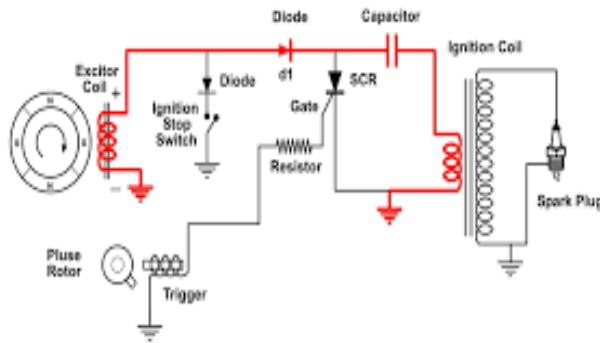 Diode
Capacitor
Ignition Coil
Excitor
Coil
+
d1
Diode
SCR
Gate
Ignition
Stop
Switch
Resistor
Spark Plug
Pluse
Rotor
Trigger